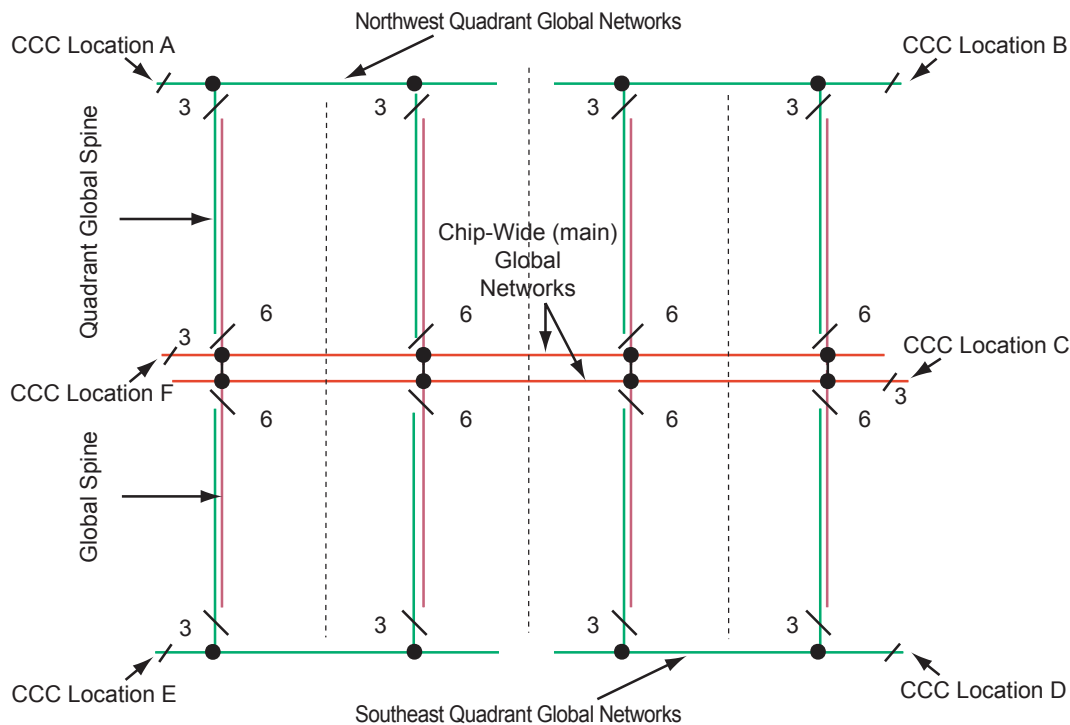 Northwest Quadrant Global Networks
CCC Location A
CCC Location B
3
3
3
3
Quadrant Global Spine
Chip-Wide (main)
Global
Networks
6
6
6
6
3
CCC Location C
CCC Location F
3
6
6
6
6
Global Spine
3
3
3
3
CCC Location E
CCC Location D
Southeast Quadrant Global Networks